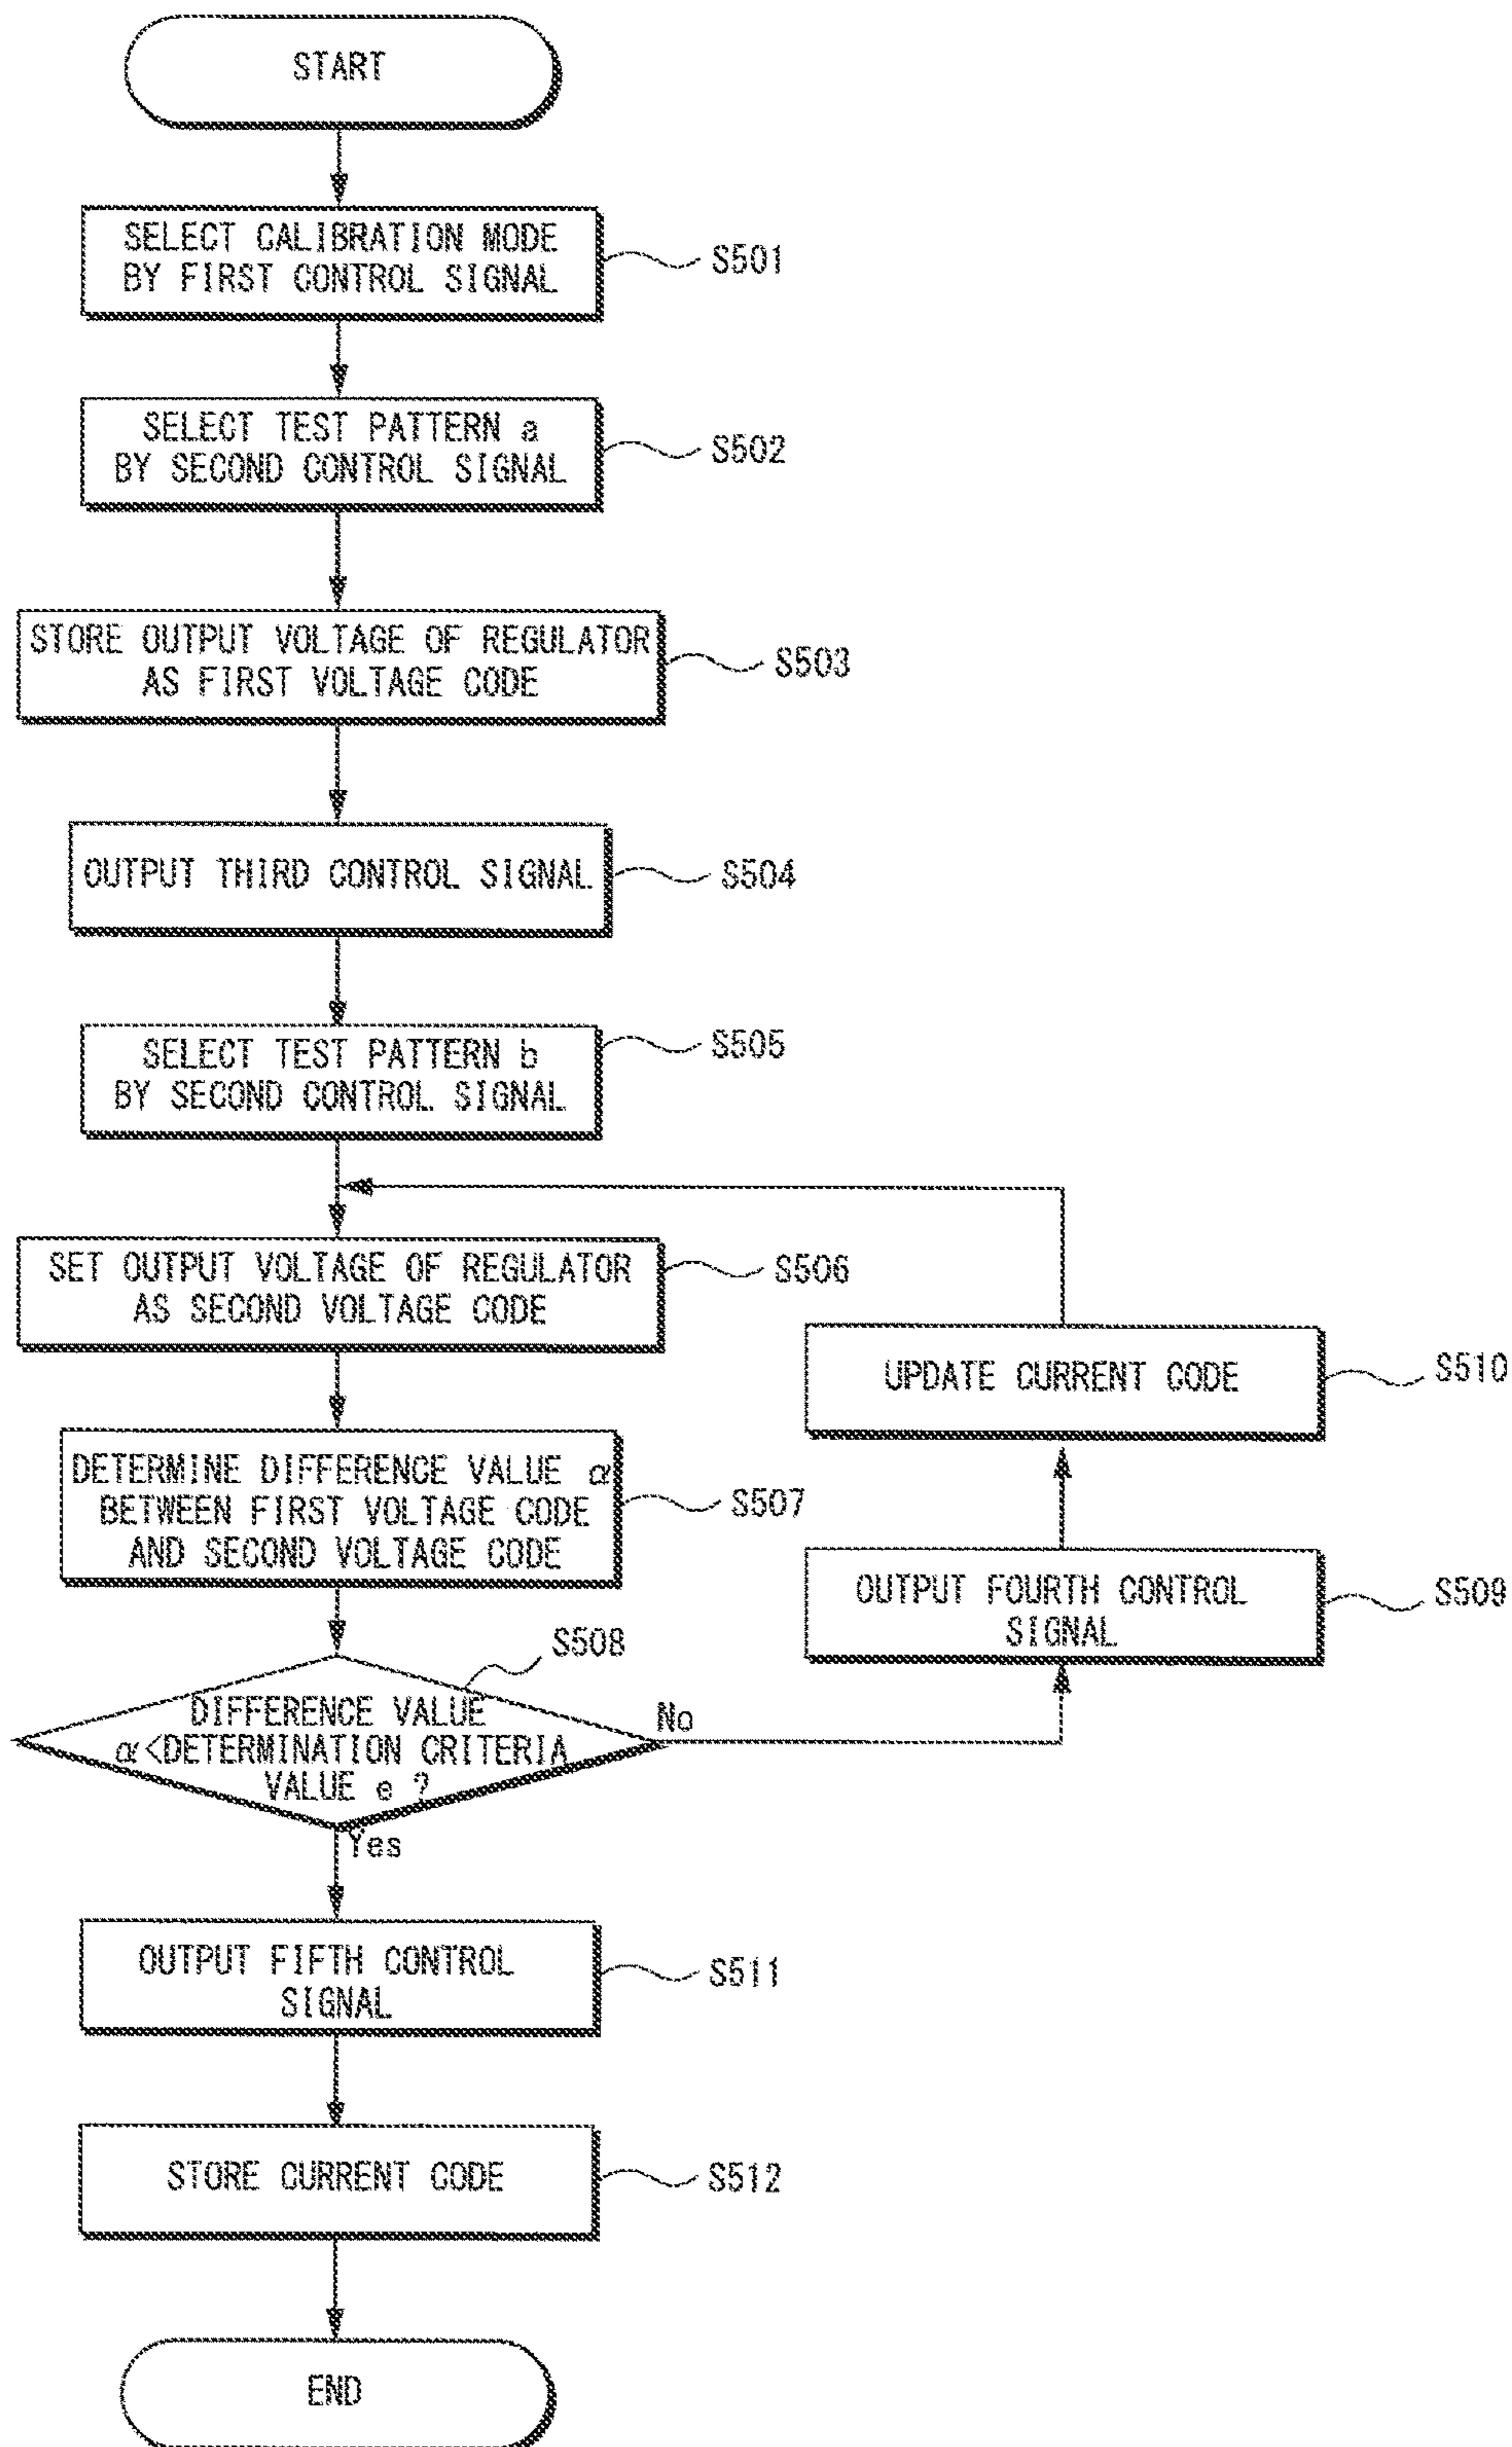 START
SELECT CALIBRATION MODE
BY FIRST CONTROL SIGNAL
S501
SELECT TEST PATTERN a
BY SECOND CONTROL SIGNAL
S502
STORE OUTPUT VOLTAGE OF REGULATOR
AS FIRST VOLTAGE CODE
S503
OUTPUT THIRD CONTROL SIGNAL
S504
SELECT TEST PATTERN b
BY SECOND CONTROL SIGNAL
S505
SET OUTPUT VOLTAGE OF REGULATOR
AS SECOND VOLTAGE CODE
S506
DETERMINE DIFFERENCE VALUE α
BETWEEN FIRST VOLTAGE CODE
AND SECOND VOLTAGE CODE
S507
S508
DIFFERENCE VALUE
α<DETERMINATION CRITERIA
VALUE e ?
No
Yes
OUTPUT FOURTH CONTROL
SIGNAL
S509
UPDATE CURRENT CODE
S510
OUTPUT FIFTH CONTROL
SIGNAL
S511
STORE CURRENT CODE
S512
END